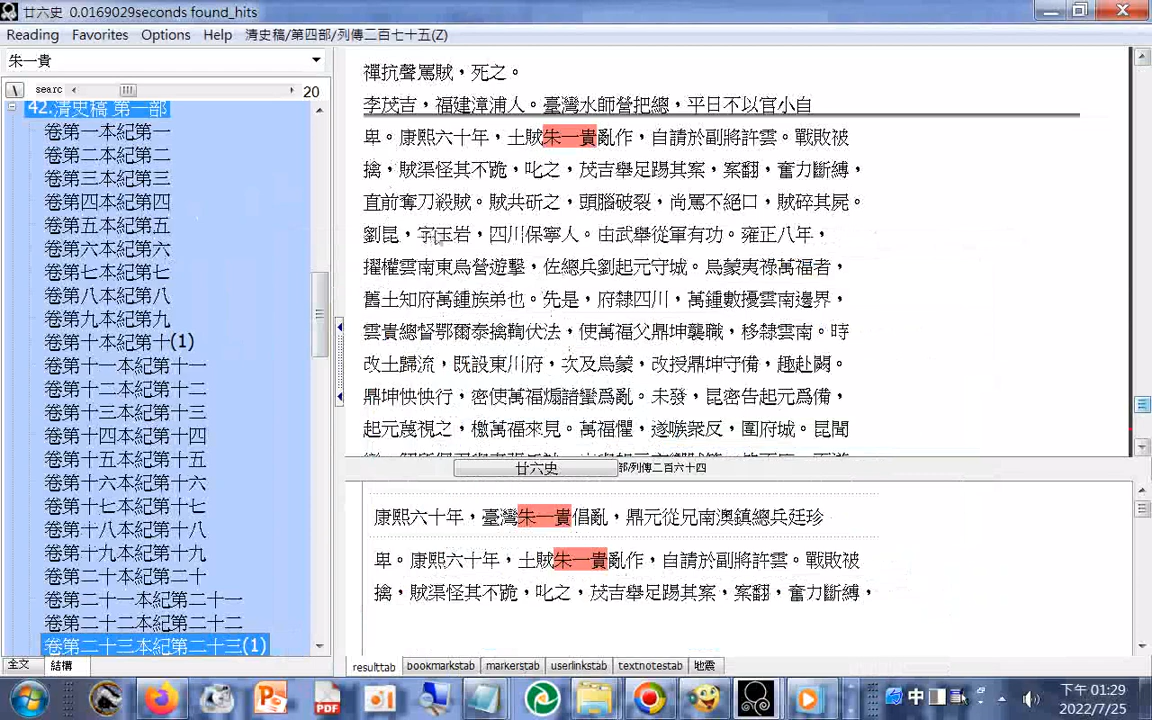 廿六史 0.0169029seconds found_hits
Reading Favorites Options Help 清史稿/第四部/列傳二百七十五(Z)
朱一貴
\ searc 20
42.清史稿 第一部
卷第一本紀第一
卷第二本紀第二
卷第三本紀第三
卷第四本紀第四
卷第五本紀第五
卷第六本紀第六
卷第七本紀第七
卷第八本紀第八
卷第九本紀第九
卷第十本紀第十(1)
卷第十一本紀第十一
卷第十二本紀第十二
卷第十三本紀第十三
卷第十四本紀第十四
卷第十五本紀第十五
卷第十六本紀第十六
卷第十七本紀第十七
卷第十八本紀第十八
卷第十九本紀第十九
卷第二十本紀第二十
卷第二十一本紀第二十一
卷第二十二本紀第二十二
卷第二十三本紀第二十三(1)
全文 結構
禪抗聲罵賊，死之。
李茂吉，福建漳浦人。臺灣水師營把總，平日不以官小自
卑。康熙六十年，土賊朱一貴亂作，自請於副將許雲。戰敗被
擒，賊渠怪其不跪，叱之，茂吉舉足踢其案，案翻，奮力斷縛，
直前奪刀殺賊。賊共斫之，頭腦破裂，尚罵不絕口，賊碎其屍。
劉昆，字玉岩，四川保寧人。由武舉從軍有功。雍正八年，
擢權雲南東烏營遊擊，佐總兵劉起元守城。烏蒙夷祿萬福者，
舊土知府萬鍾族弟也。先是，府隸四川，萬鍾數擾雲南邊界，
雲貴總督鄂爾泰擒鞫伏法，使萬福父鼎坤襲職，移隸雲南。時
改土歸流，既設東川府，次及烏蒙，改授鼎坤守備，趣赴闕。
鼎坤怏怏行，密使萬福煽諸蠻爲亂。未發，昆密告起元爲備，
起元蔑視之，檄萬福來見。萬福懼，遂嗾衆反，圍府城。昆聞
廿六史 部/列傳二百六十四
康熙六十年，臺灣朱一貴倡亂，鼎元從兄南澳鎮總兵廷珍
卑。康熙六十年，土賊朱一貴亂作，自請於副將許雲。戰敗被
擒，賊渠怪其不跪，叱之，茂吉舉足踢其案，案翻，奮力斷縛，
resulttab bookmarkstab markerstab userlinkstab textnotestab 地震
中
下午 01:29
2022/7/25